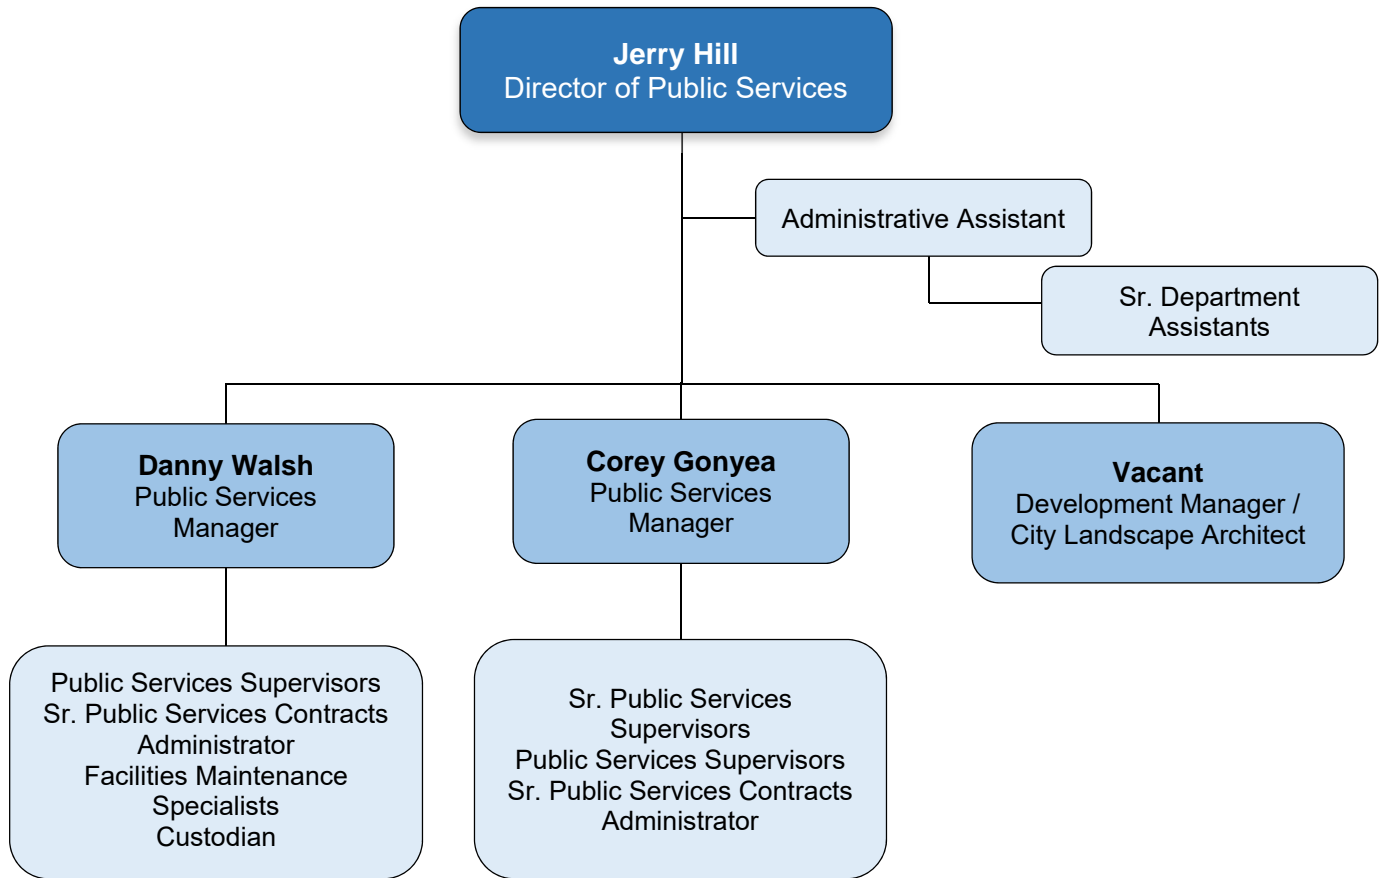 Jerry Hill
Director of Public Services
Administrative Assistant
Sr. Department
Assistants
Danny Walsh
Public Services
Manager
Corey Gonyea
Public Services
Manager
Vacant
Development Manager /
City Landscape Architect
Public Services Supervisors
Sr. Public Services Contracts
Administrator
Facilities Maintenance
Specialists
Custodian
Sr. Public Services
Supervisors
Public Services Supervisors
Sr. Public Services Contracts
Administrator